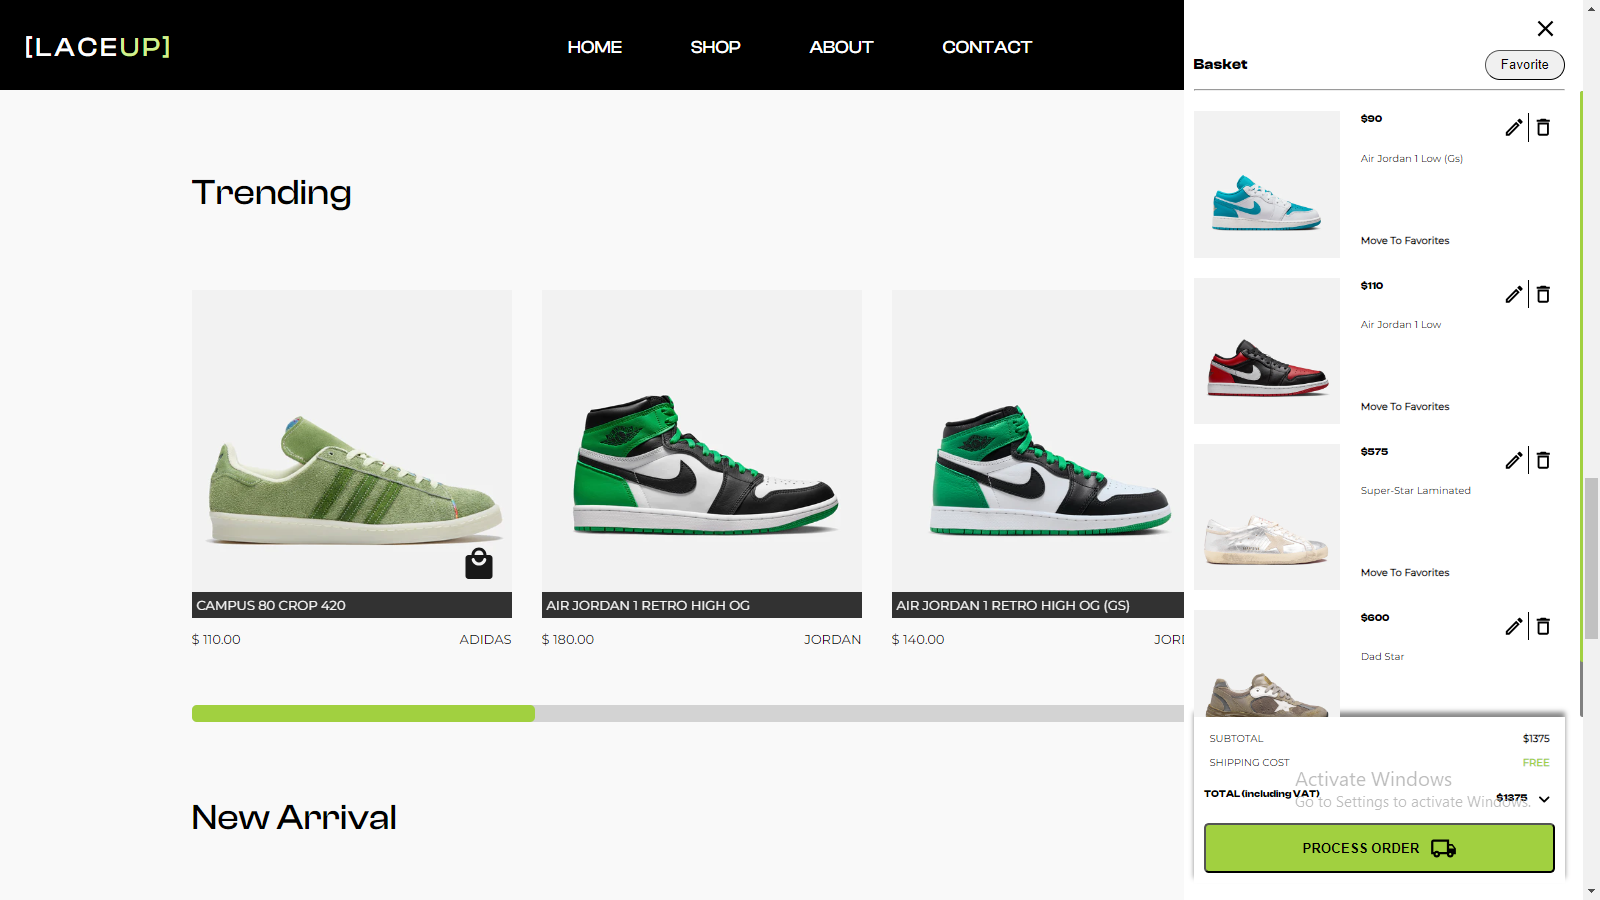 [LACEUP]
HOME
SHOP
ABOUT
CONTACT
Trending
CAMPUS 80 CROP 420
$ 110.00
ADIDAS
AIR JORDAN 1 RETRO HIGH OG
$ 180.00
JORDAN
AIR JORDAN 1 RETRO HIGH OG (GS)
$ 140.00
JORD
New Arrival
Basket
Favorite
$90
Air Jordan 1 Low (Gs)
Move To Favorites
$110
Air Jordan 1 Low
Move To Favorites
$575
Super-Star Laminated
Move To Favorites
$600
Dad Star
SUBTOTAL
$1375
SHIPPING COST
FREE
Activate Windows
TOTAL (including VAT)
$1375
Go to Settings to activate Windows.
PROCESS ORDER